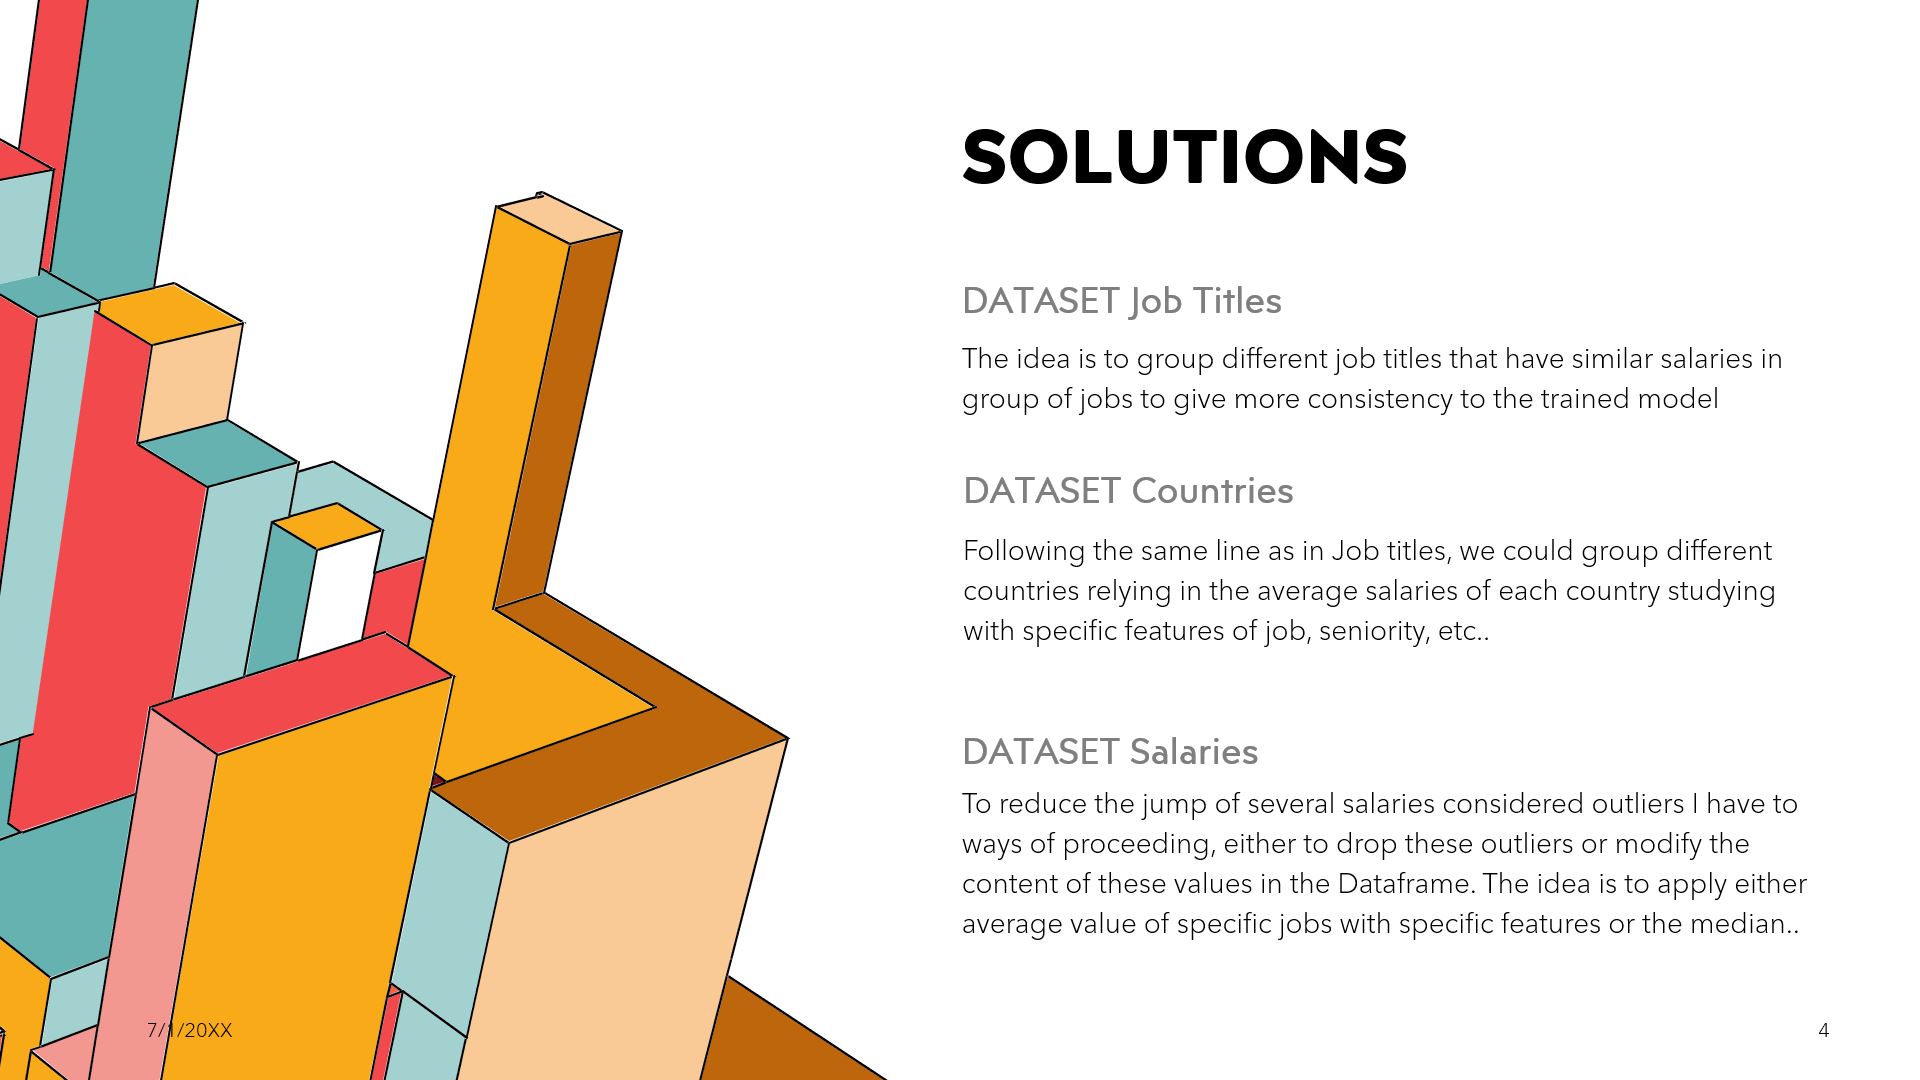 SOLUTIONS
DATASET Job Titles
The idea is to group different job titles that have similar salaries in
group of jobs to give more consistency to the trained model
DATASET Countries
Following the same line as in Job titles, we could group different
countries relying in the average salaries of each country studying
with specific features of job, seniority, etc..
DATASET Salaries
To reduce the jump of several salaries considered outliers I have to
ways of proceeding, either to drop these outliers or modify the
content of these values in the Dataframe. The idea is to apply either
average value of specific jobs with specific features or the median..
7/1/20XX
4